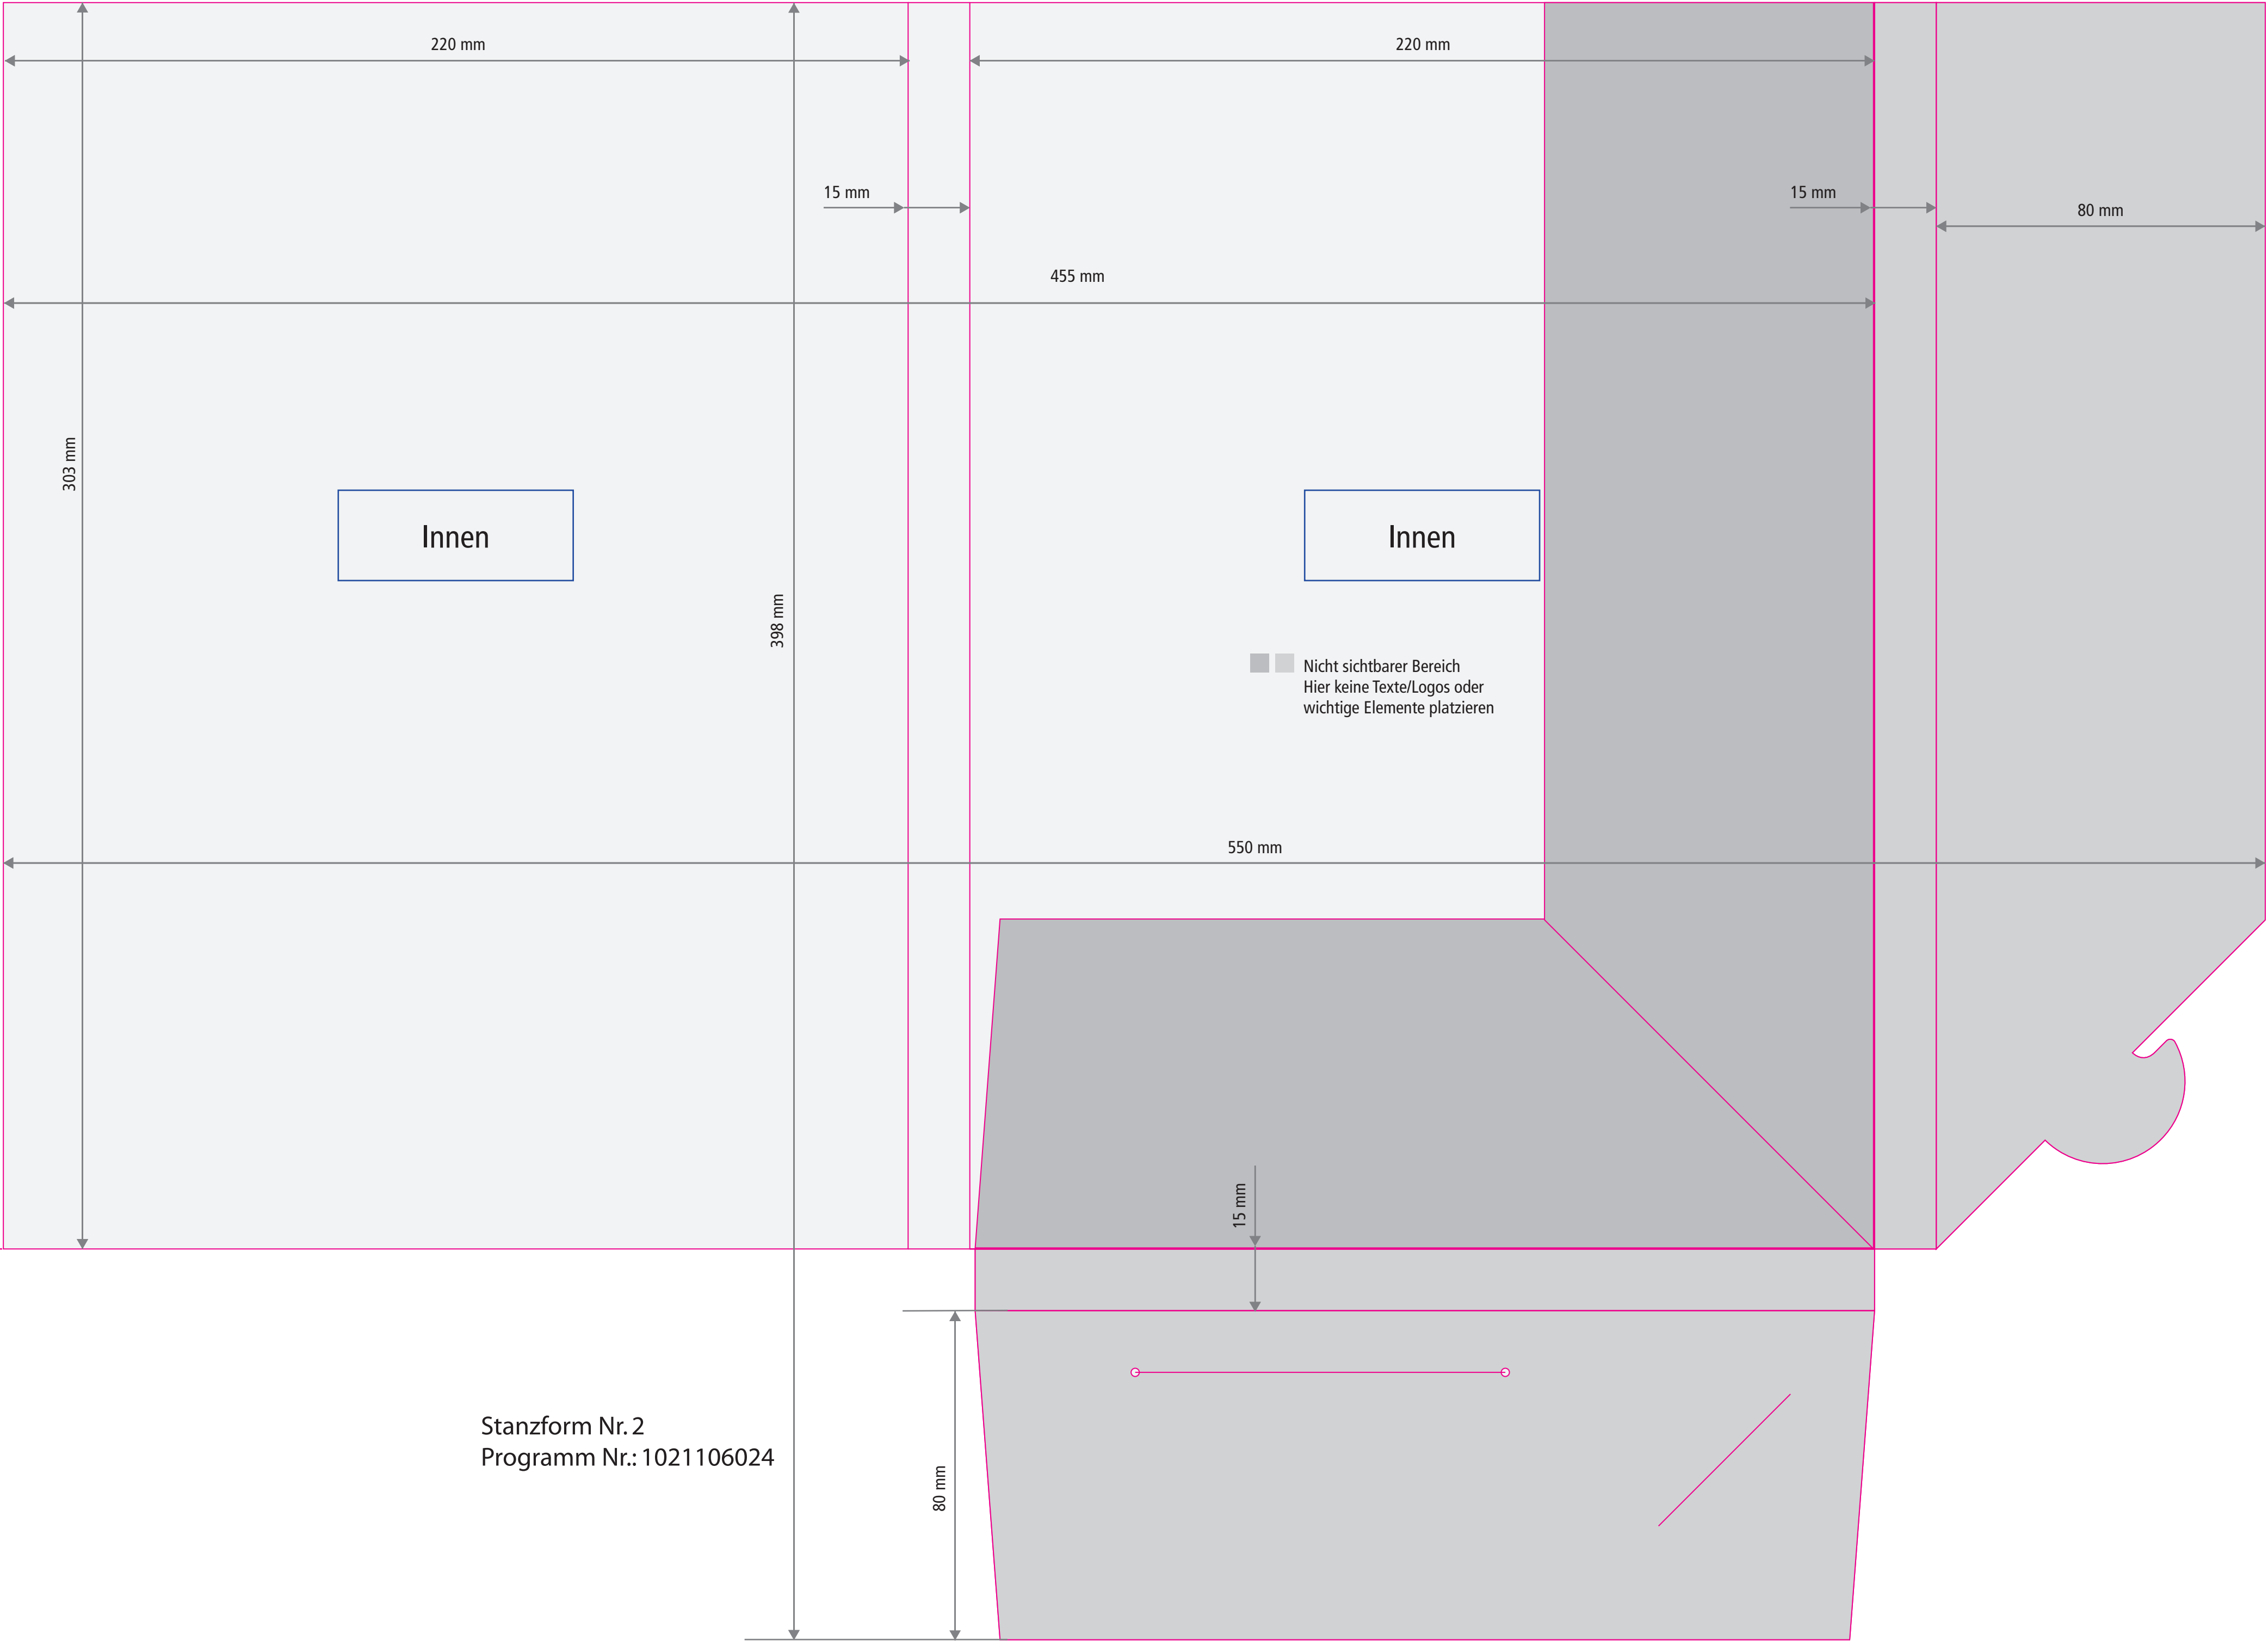 220 mm
220 mm
15 mm
15 mm
80 mm
455 mm
303 mm
Innen
Innen
398 mm
Nicht sichtbarer Bereich
Hier keine Texte/Logos oder
wichtige Elemente platzieren
550 mm
15 mm
Stanzform Nr. 2
Programm Nr.: 1021106024
80 mm